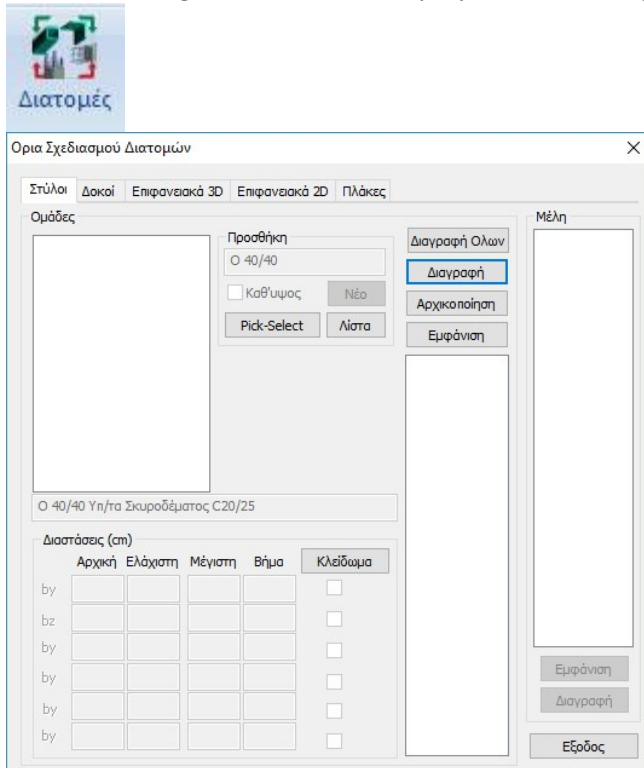 Διατομές
Ορια Σχεδιασμού Διατομών
Στύλοι Δοκοί Επιφανειακά 3D Επιφανειακά 2D Πλάκες
Ομάδες
Προσθήκη
Ο 40/40
Καθ'υψος Νέο
Pick-Select Λίστα
Διαγραφή Ολων
Διαγραφή
Αρχικοποίηση
Εμφάνιση
Μέλη
Ο 40/40 Υπ/τα Σκυροδέματος C20/25
Διαστάσεις (cm)
Αρχική Ελάχιστη Μέγιστη Βήμα Κλείδωμα
by
bz
by
by
by
by
Εμφάνιση
Διαγραφή
Εξοδος